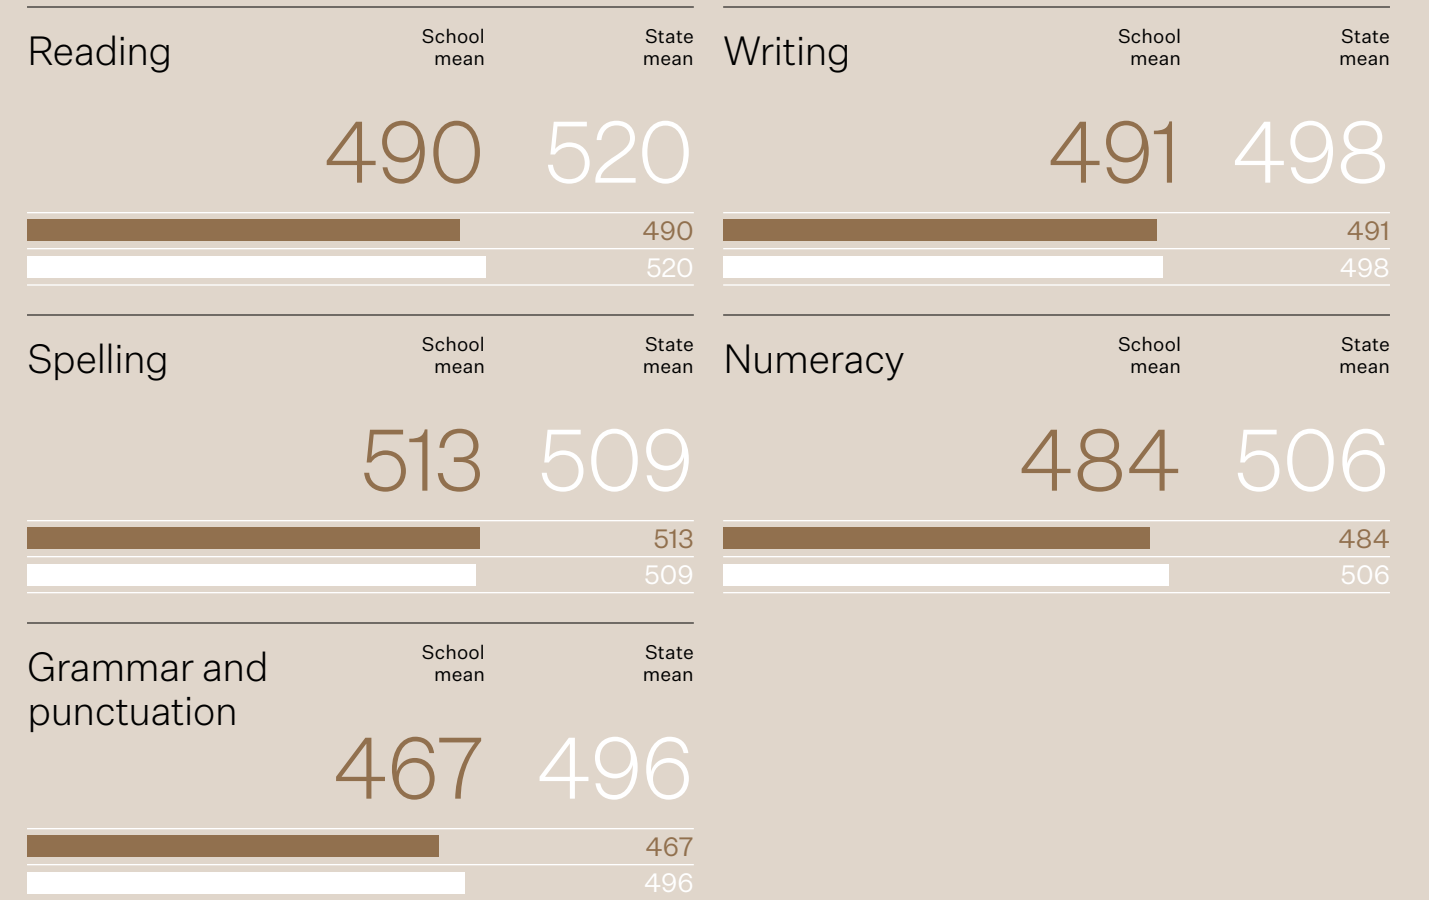 Reading
School mean
State mean
490
520
490
520
Writing
School mean
State mean
491
498
491
498
Spelling
School mean
State mean
513
509
513
509
Numeracy
School mean
State mean
484
506
484
506
Grammar and
punctuation
School mean
State mean
467
496
467
496